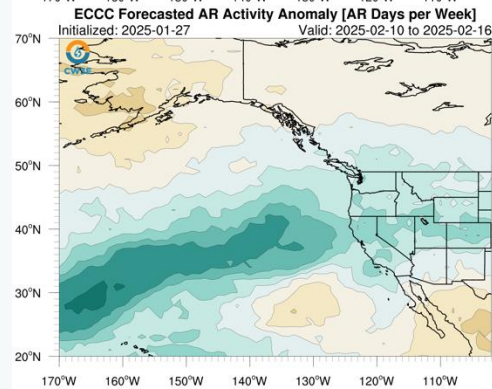 ECCC Forecasted AR Activity Anomaly [AR Days per Week]
Initialized: 2025-01-27 Valid: 2025-02-10 to 2025-02-16
70°N
CW3E
60°N
50°N
40°N
30°N
20°N
170°W 160°W 150°W 140°W 130°W 120°W 110°W